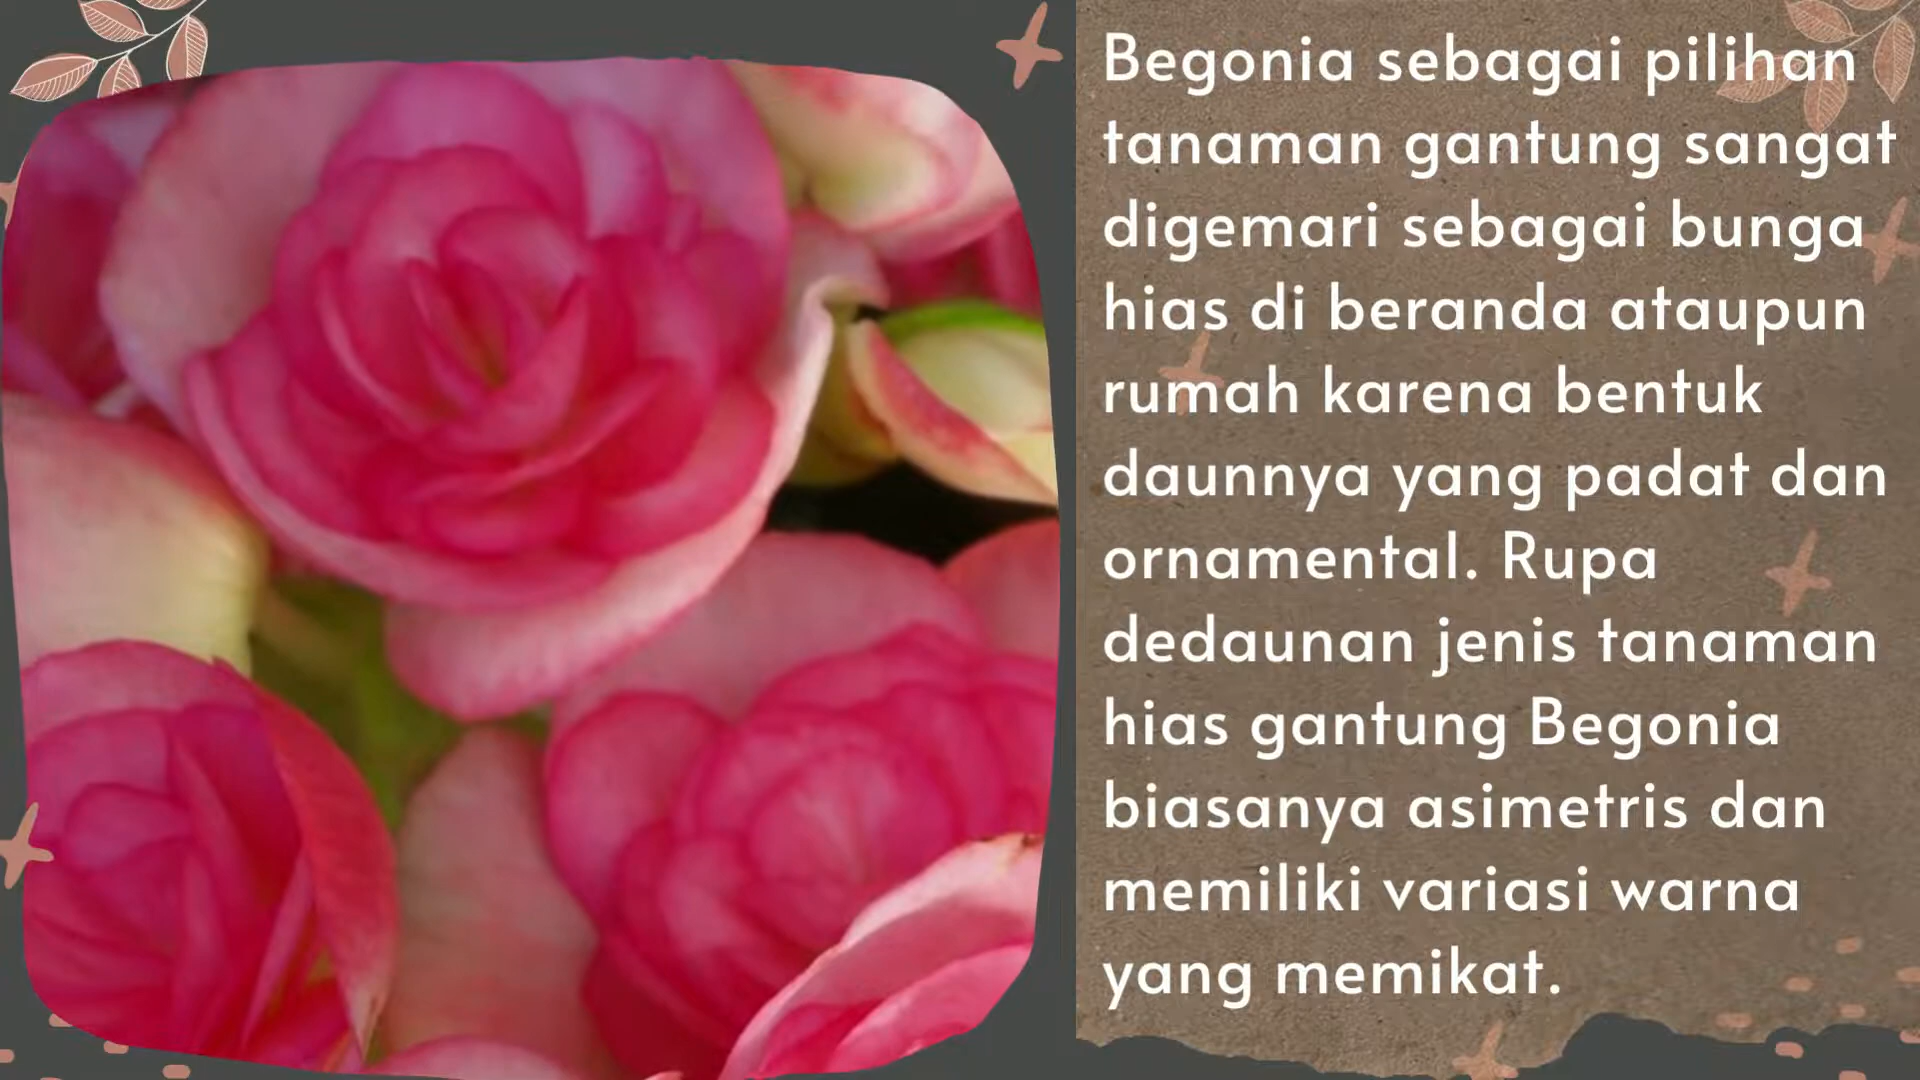 Begonia sebagai pilihan
tanaman gantung sangat
digemari sebagai bunga
hias di beranda ataupun
rumah karena bentuk
daunnya yang padat dan
ornamental. Rupa
dedaunan jenis tanaman
hias gantung Begonia
biasanya asimetris dan
memiliki variasi warna
yang memikat.